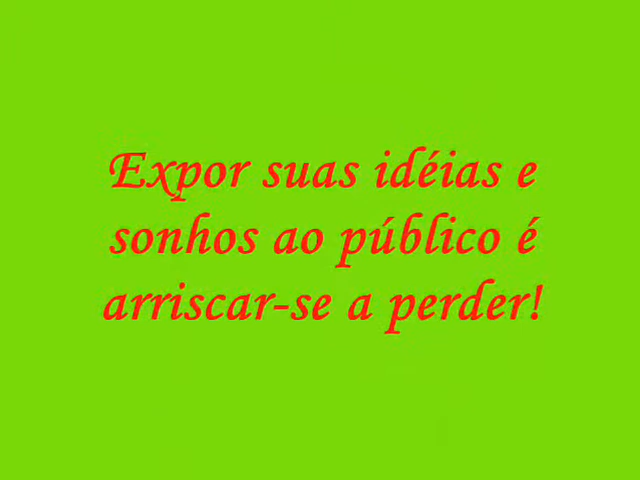 Expor suas idéias e
sonhos ao público é
arriscar-se a perder!